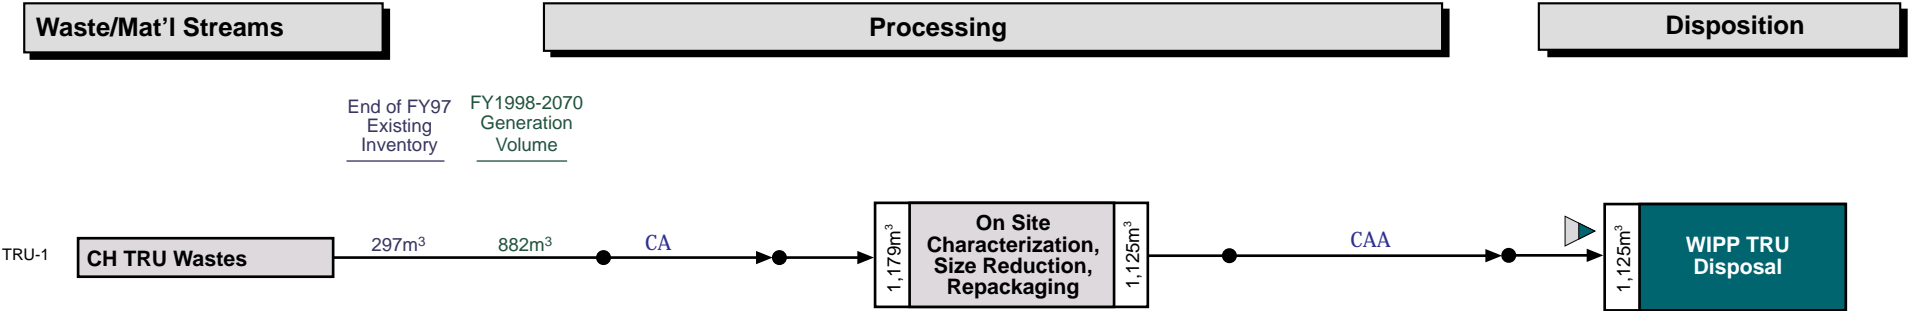 Waste/Mat'l Streams
Processing
Disposition
End of FY97
Existing
Inventory
FY1998-2070
Generation
Volume
TRU-1
CH TRU Wastes
297m³
882m³
CA
1,179m³
On Site
Characterization,
Size Reduction,
Repackaging
1,125m³
CAA
1,125m³
WIPP TRU
Disposal